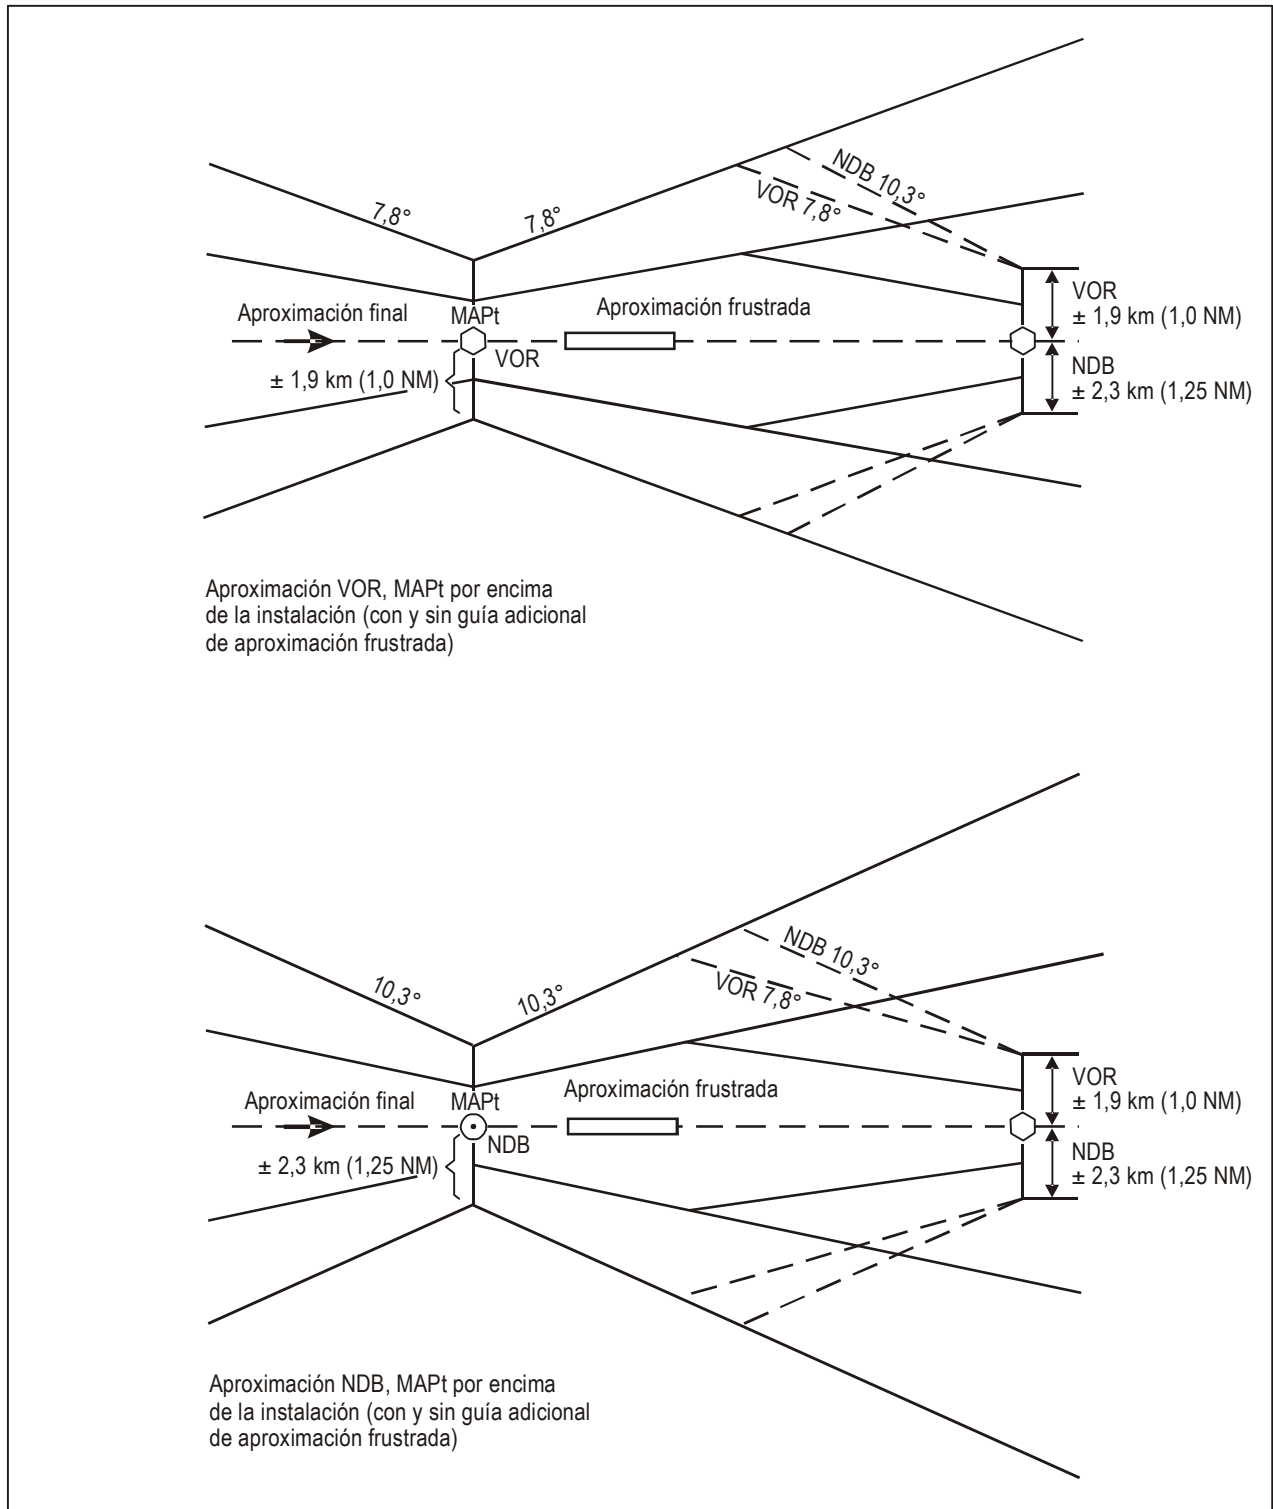 NDB 10,3°
VOR 7,8°
7,8°
7,8°
VOR
± 1,9 km (1,0 NM)
Aproximación final
MAPt
Aproximación frustrada
VOR
NDB
± 2,3 km (1,25 NM)
± 1,9 km (1,0 NM)
Aproximación VOR, MAPt por encima
de la instalación (con y sin guía adicional
de aproximación frustrada)
NDB 10,3°
VOR 7,8°
10,3°
10,3°
VOR
± 1,9 km (1,0 NM)
Aproximación final
MAPt
Aproximación frustrada
NDB
NDB
± 2,3 km (1,25 NM)
± 2,3 km (1,25 NM)
Aproximación NDB, MAPt por encima
de la instalación (con y sin guía adicional
de aproximación frustrada)